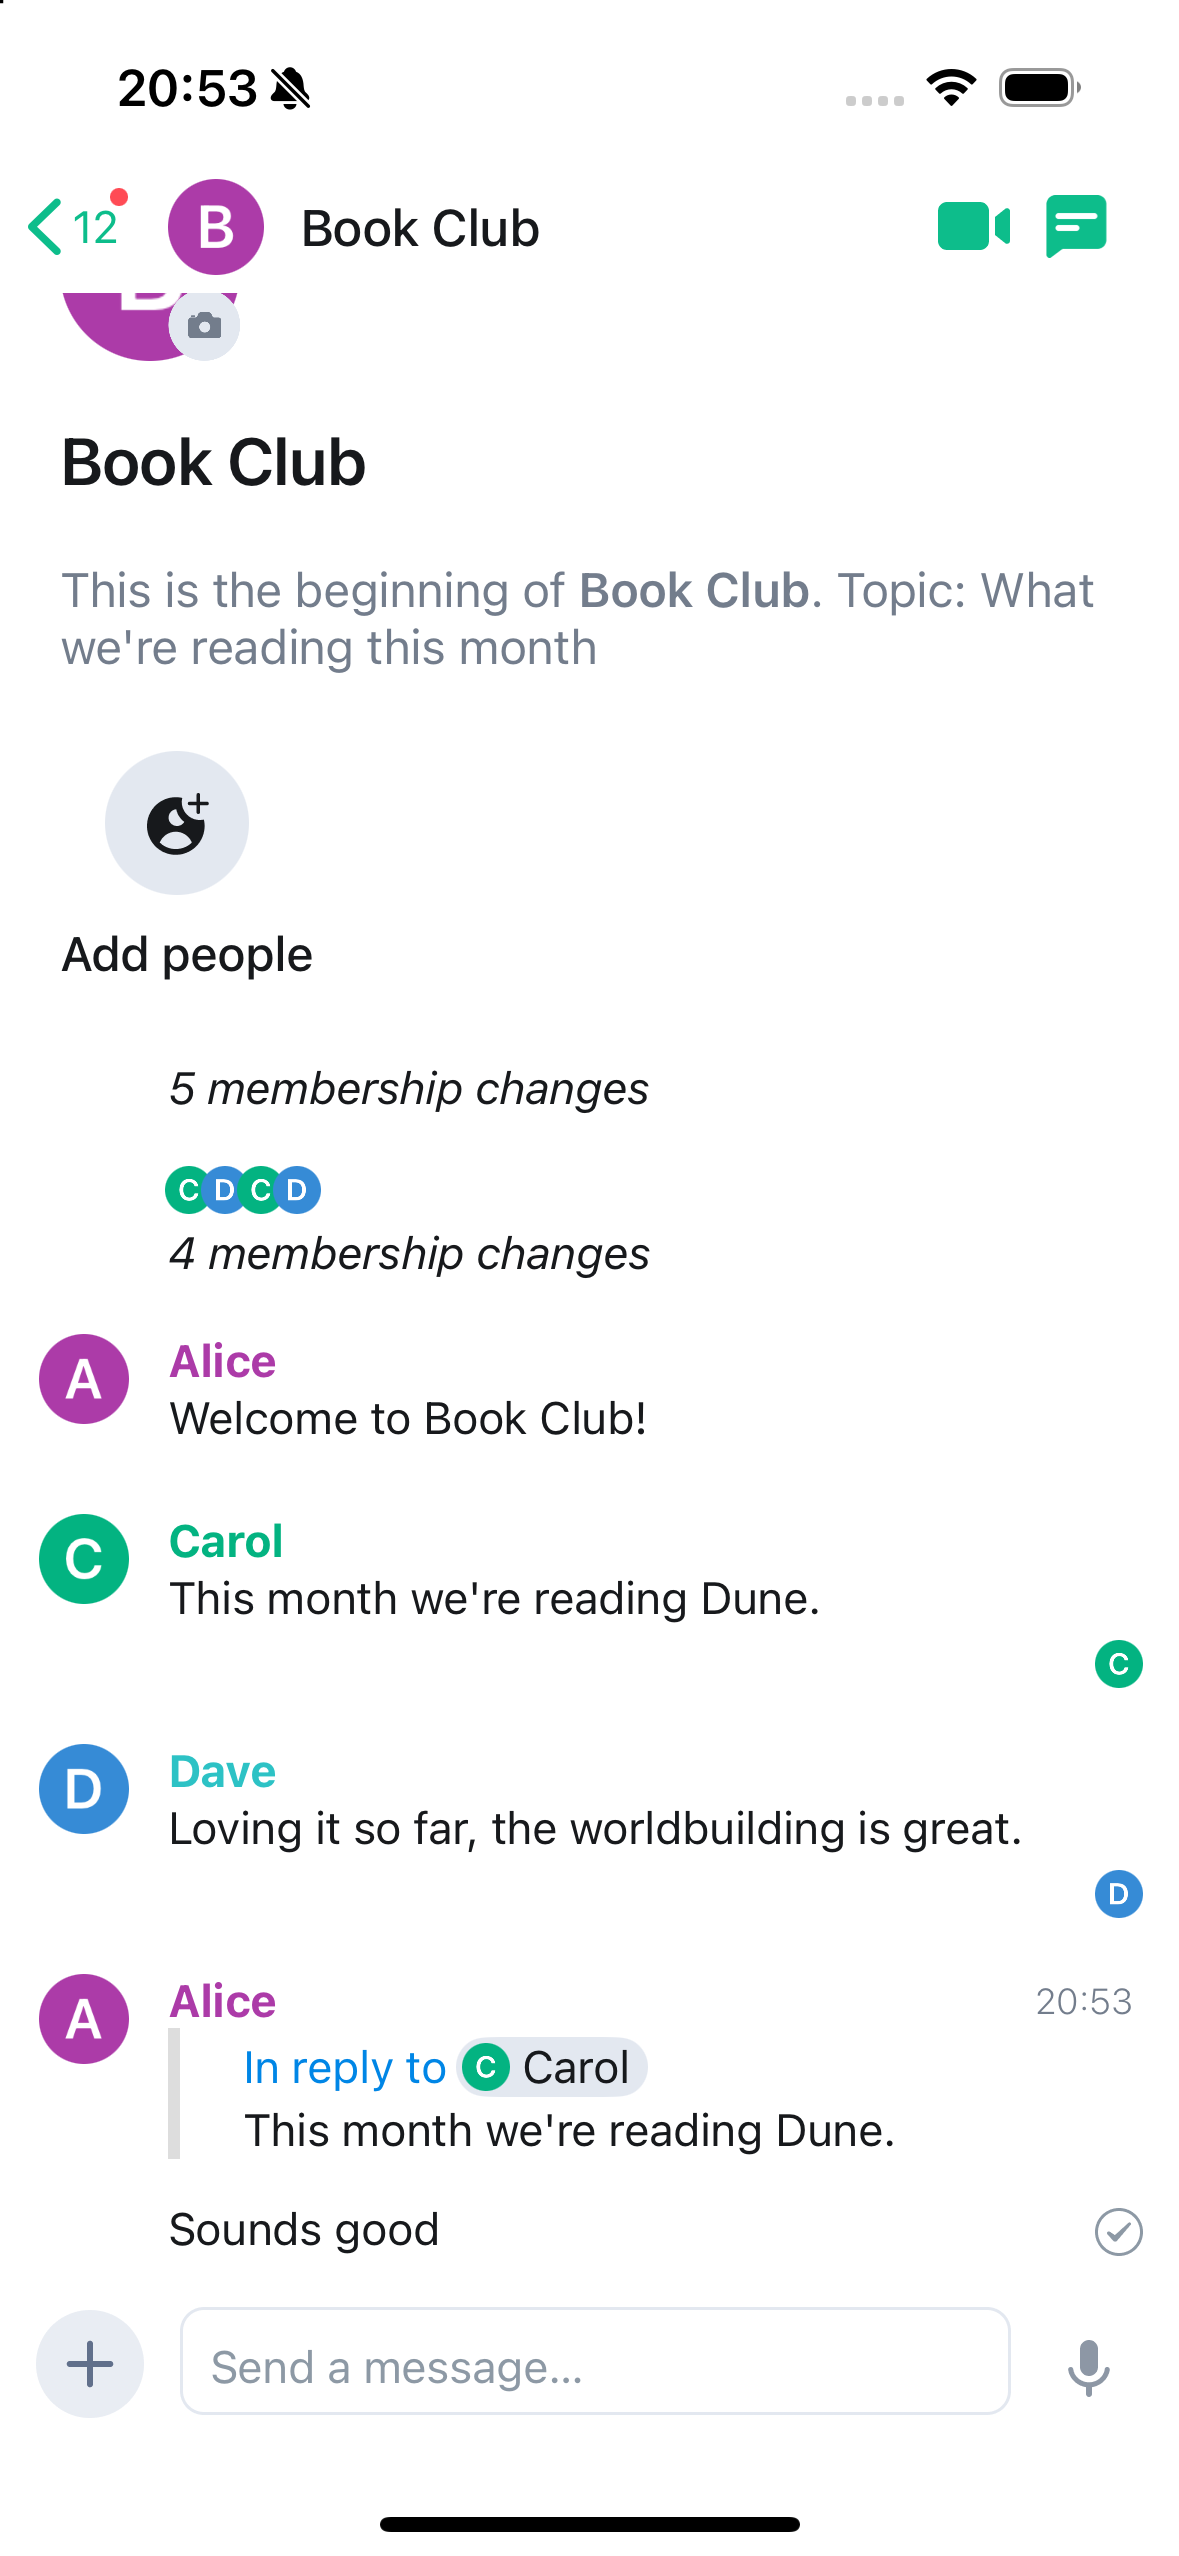 20:53
12
B
Book Club
Book Club
This is the beginning of Book Club. Topic: What
we're reading this month
Add people
5 membership changes
C D C D
4 membership changes
A
Alice
Welcome to Book Club!
C
Carol
This month we're reading Dune.
C
D
Dave
Loving it so far, the worldbuilding is great.
D
A
Alice
20:53
In reply to C Carol
This month we're reading Dune.
Sounds good
Send a message...